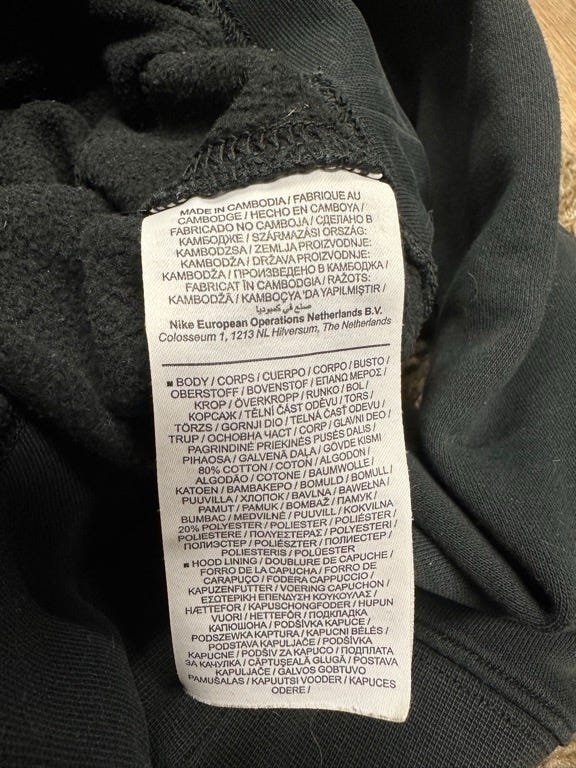 MADE IN CAMBODIA / FABRIQUE AU
CAMBODGE / HECHO EN CAMBOYA /
FABRICADO NO CAMBOJA / СДЕЛАНО В
КАМБОДЖЕ / SZÁRMAZÁSI ORSZÁG:
KAMBODZSA / ZEMLJA PROIZVODNJE:
KAMBODŽA / DRŽAVA PROIZVODNJE:
KAMBODŽA / ПРОИЗВЕДЕНО В КАМБОДЖА /
FABRICAT ÎN CAMBODGIA / RAŽOTS:
KAMBODŽĀ / KAMBOÇYA 'DA YAPILMIŞTIR /
صنع في كمبوديا
Nike European Operations Netherlands B.V.
Colosseum 1, 1213 NL Hilversum, The Netherlands
BODY / CORPS / CUERPO / CORPO / BUSTO /
OBERSTOFF / BOVENSTOF / ΕΠΑΝΩ ΜΕΡΟΣ /
KROP / ÖVERKROPP / RUNKO / BOL /
КОРСАЖ / TĚLNÍ ČÁST ODĚVU / TORS /
TÖRZS / GORNJI DIO / TELNÁ ČASŤ ODEVU /
TRUP / ОСНОВНА ЧАСТ / CORP / GLAVNI DEO /
PAGRINDINĖ PRIEKINĖS PUSĖS DALIS /
PIHAOSA / GALVENĀ DAĻA / GÖVDE KISMI
80% COTTON / COTON / ALGODON /
ALGODÃO / COTONE / BAUMWOLLE /
KATOEN / ΒΑΜΒΑΚΕΡΟ / BOMULD / BOMULL /
PUUVILLA / ХЛОПОК / BAVLNA / BAWEŁNA /
PAMUT / PAMUK / BOMBAŽ / ПАМУК /
BUMBAC / MEDVILNĖ / PUUVILL / KOKVILNA
20% POLYESTER / POLIESTER / POLIÉSTER /
POLIESTERE / ΠΟΛΥΕΣΤΕΡΑΣ / POLYESTERI /
ПОЛИЭСТЕР / POLIÉSZTER / ПОЛИЕСТЕР /
POLIESTERIS / POLÜESTER
HOOD LINING / DOUBLURE DE CAPUCHE /
FORRO DE LA CAPUCHA / FORRO DE
CARAPUÇO / FODERA CAPPUCCIO /
KAPUZENFUTTER / VOERING CAPUCHON /
ΕΣΩΤΕΡΙΚΗ ΕΠΕΝΔΥΣΗ ΚΟΥΚΟΥΛΑΣ /
HÆTTEFOR / KAPUSCHONGFODER / HUPUN
VUORI / HETTEFÔR / ПОДКЛАДКА
КАПЮШОНА / PODŠÍVKA KAPUCE /
PODSZEWKA KAPTURA / KAPUCNI BÉLÉS /
PODSTAVA KAPULJAČE / PODŠÍVKA
KAPUCNE / PODŠIV ZA KAPUCO / ПОДПЛАТА
ЗА КАЧУЛКА / CĂPTUŞEALĂ GLUGĂ / POSTAVA
KAPULJAČE / GALVOS GOBTUVO
PAMUŠALAS / KAPUUTSI VOODER / KAPUCES
ODERE /